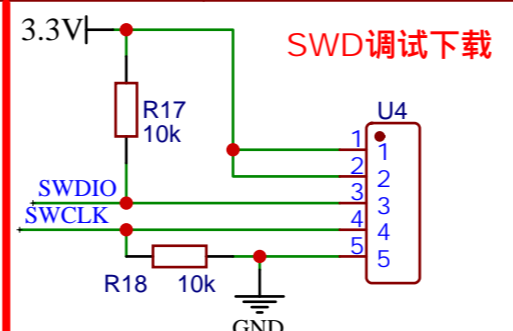 3.3V
SWD调试下载
R17
10k
U4
1 1
2 2
SWDIO
3 3
SWCLK
4 4
5 5
R18 10k
GND